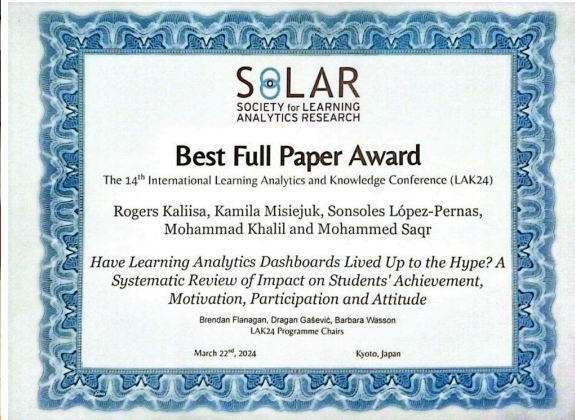 SOLAR
SOCIETY for LEARNING
ANALYTICS RESEARCH
Best Full Paper Award
The 14th International Learning Analytics and Knowledge Conference (LAK24)
Rogers Kaliisa, Kamila Misiejuk, Sonsoles López-Pernas,
Mohammad Khalil and Mohammed Saqr
Have Learning Analytics Dashboards Lived Up to the Hype? A
Systematic Review of Impact on Students' Achievement,
Motivation, Participation and Attitude
Brendan Flanagan, Dragan Gašević, Barbara Wasson
LAK24 Programme Chairs
March 22nd, 2024 Kyoto, Japan